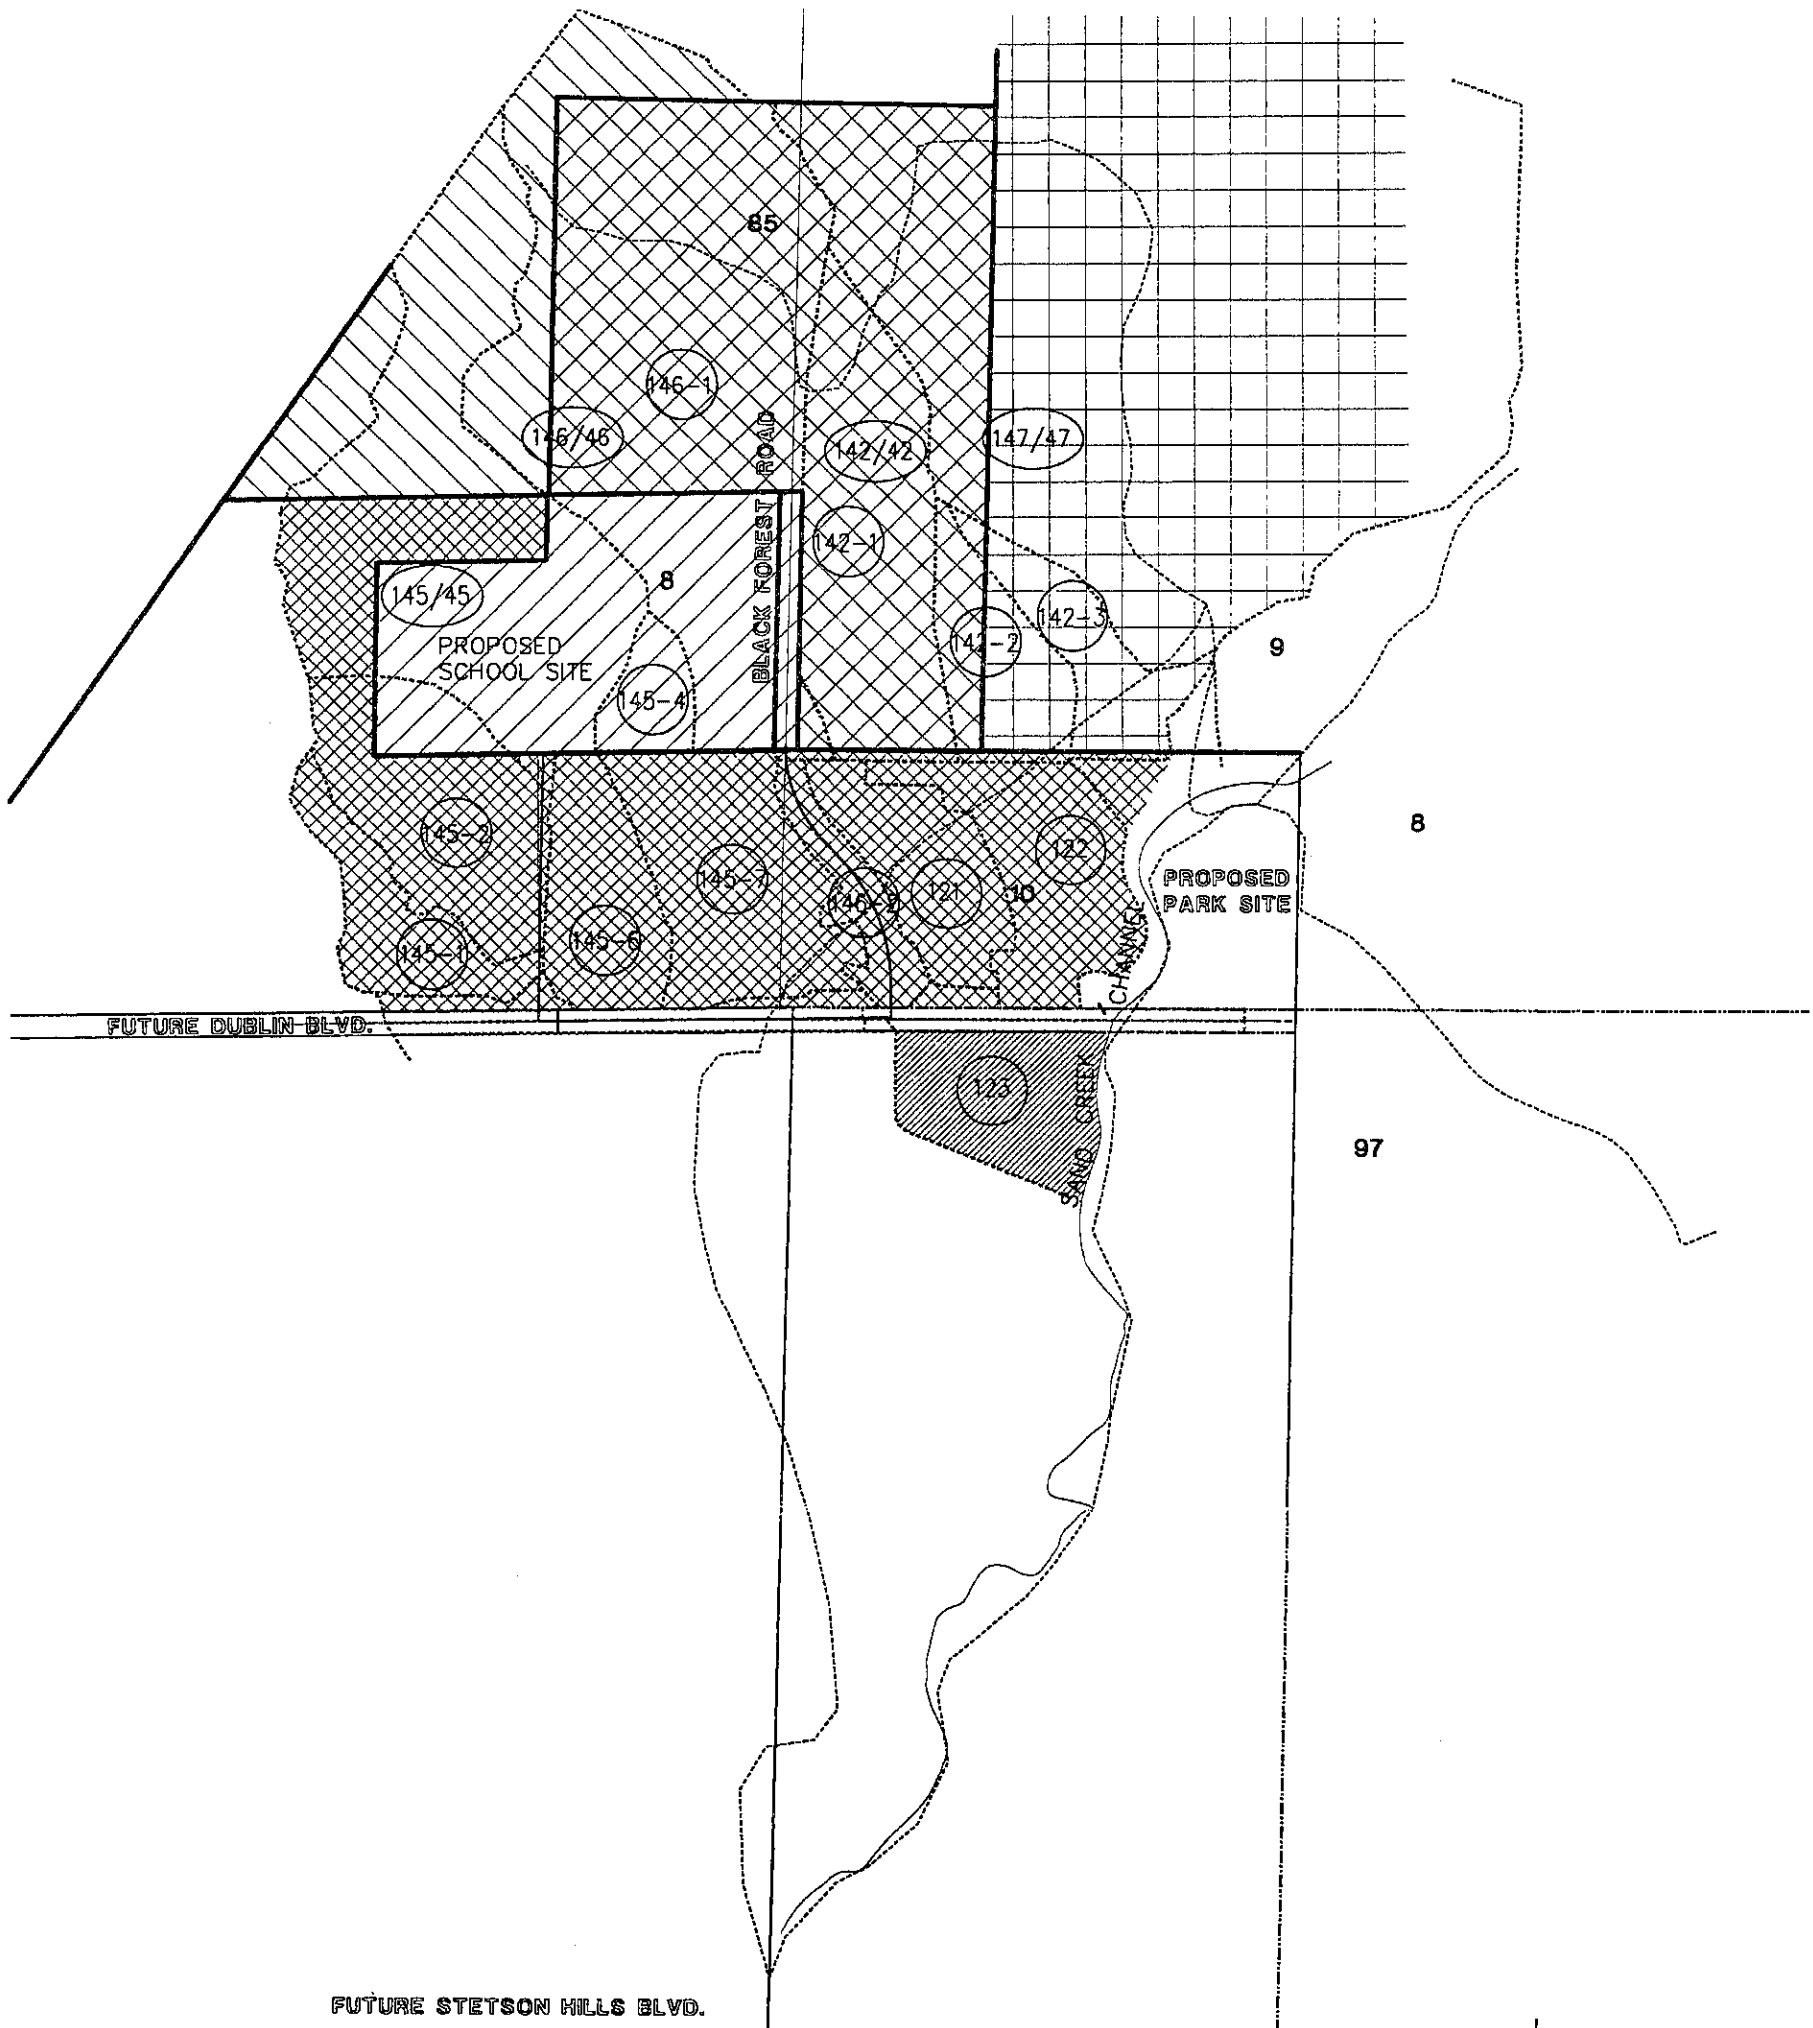 85
146-1
146/46
BLACK FOREST ROAD
142/42
147/47
142-1
8
145/45
142-3
142-2
PROPOSED
SCHOOL SITE
9
145-4
8
145-2
122
145-7
PROPOSED
PARK SITE
121
10
145-1
145-6
CHANNEL
FUTURE DUBLIN BLVD.
123
SAND CREEK
97
FUTURE STETSON HILLS BLVD.